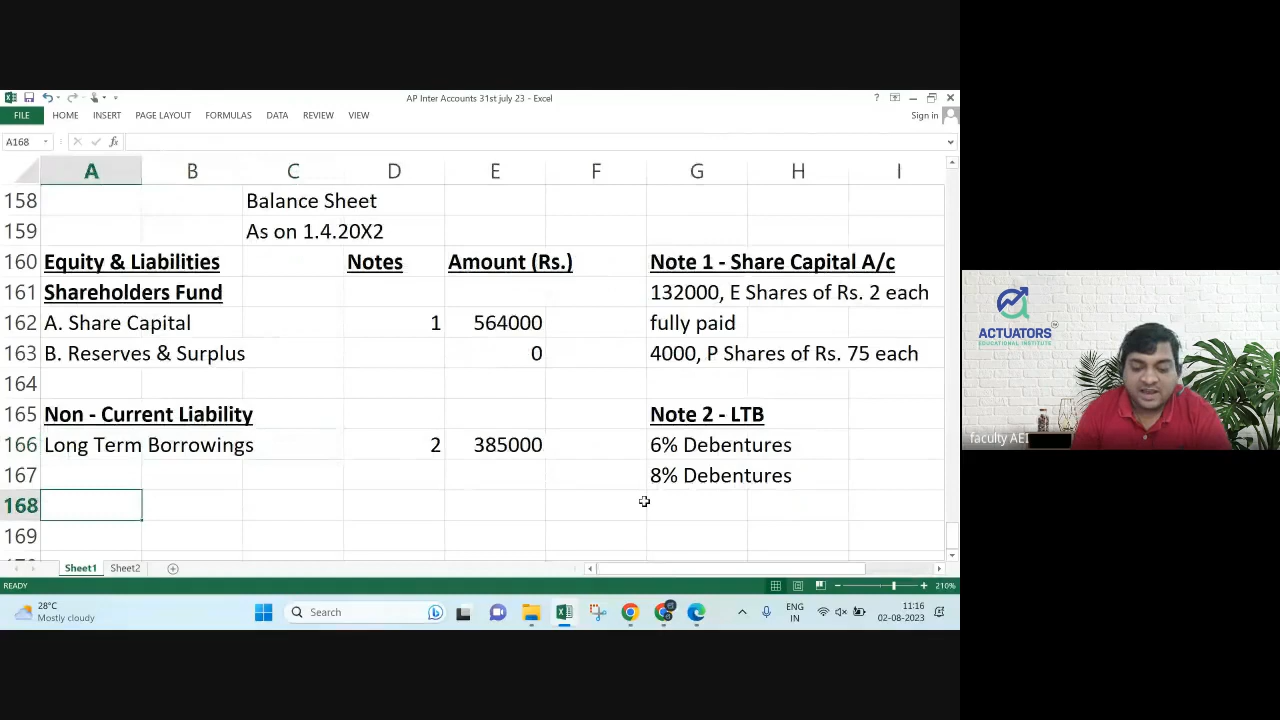 AP Inter Accounts 31st july 23 - Excel
FILE HOME INSERT PAGE LAYOUT FORMULAS DATA REVIEW VIEW Sign in
A168
A B C D E F G H I
158 Balance Sheet
159 As on 1.4.20X2
160 Equity & Liabilities Notes Amount (Rs.) Note 1 - Share Capital A/c
161 Shareholders Fund 132000, E Shares of Rs. 2 each
162 A. Share Capital 1 564000 fully paid
163 B. Reserves & Surplus 0 4000, P Shares of Rs. 75 each
164
165 Non - Current Liability Note 2 - LTB
166 Long Term Borrowings 2 385000 6% Debentures
167 8% Debentures
168
169
Sheet1 Sheet2
READY 210%
28°C
Mostly cloudy
Search
ENG
IN
11:16
02-08-2023
ACTUATORS
EDUCATIONAL INSTITUTE
faculty AEI